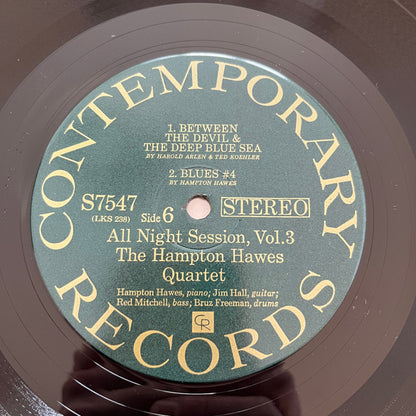 CONTEMPORARY
1. BETWEEN
THE DEVIL &
THE DEEP BLUE SEA
BY HAROLD ARLEN & TED KOEHLER
2. BLUES #4
BY HAMPTON HAWES
S7547
(LKS 238)
Side 6
STEREO
All Night Session, Vol.3
The Hampton Hawes
Quartet
Hampton Hawes, piano; Jim Hall, guitar;
Red Mitchell, bass; Bruz Freeman, drums
CR
RECORDS